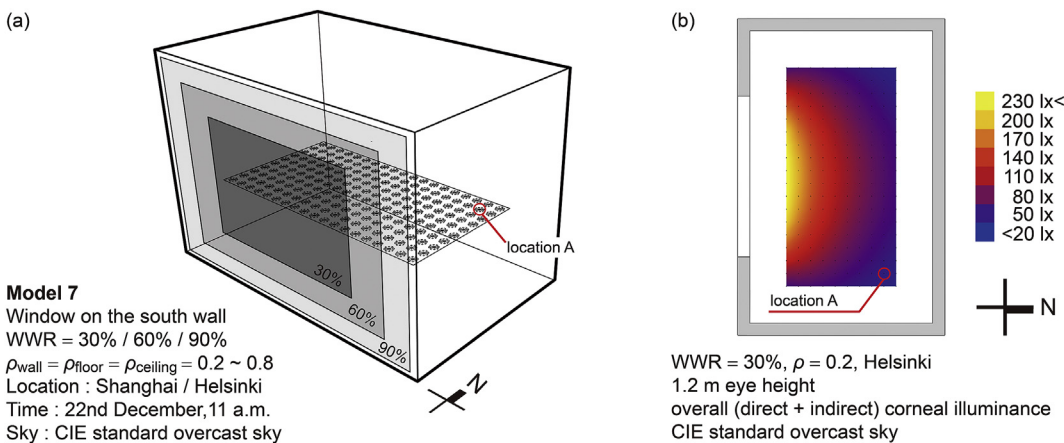 (a)
30%
60%
90%
location A
N
Model 7
Window on the south wall
WWR = 30% / 60% / 90%
ρwall = ρfloor = ρceiling = 0.2 ~ 0.8
Location : Shanghai / Helsinki
Time : 22nd December,11 a.m.
Sky : CIE standard overcast sky
(b)
location A
230 lx<
200 lx
170 lx
140 lx
110 lx
80 lx
50 lx
<20 lx
N
WWR = 30%, ρ = 0.2, Helsinki
1.2 m eye height
overall (direct + indirect) corneal illuminance
CIE standard overcast sky